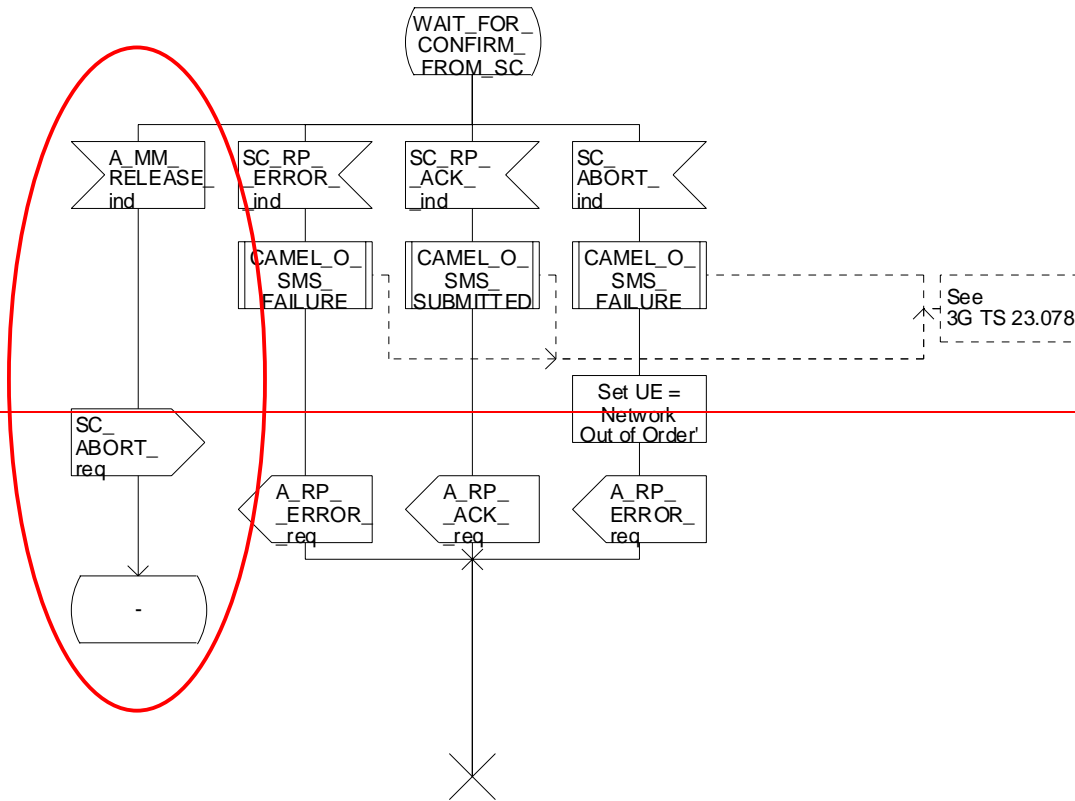 WAIT_FOR_
CONFIRM_
FROM_SC
A_MM_
RELEASE_
ind
SC_RP_
_ERROR_
_ind
SC_RP_
_ACK_
_ind
SC_
ABORT_
ind
CAMEL_O_
SMS_
FAILURE
CAMEL_O_
SMS_
SUBMITTED
CAMEL_O_
SMS_
FAILURE
See
3G TS 23.078
Set UE =
Network
Out of Order'
SC_
ABORT_
req
A_RP_
_ERROR_
_req
A_RP_
_ACK_
_req
A_RP_
ERROR_
req
-